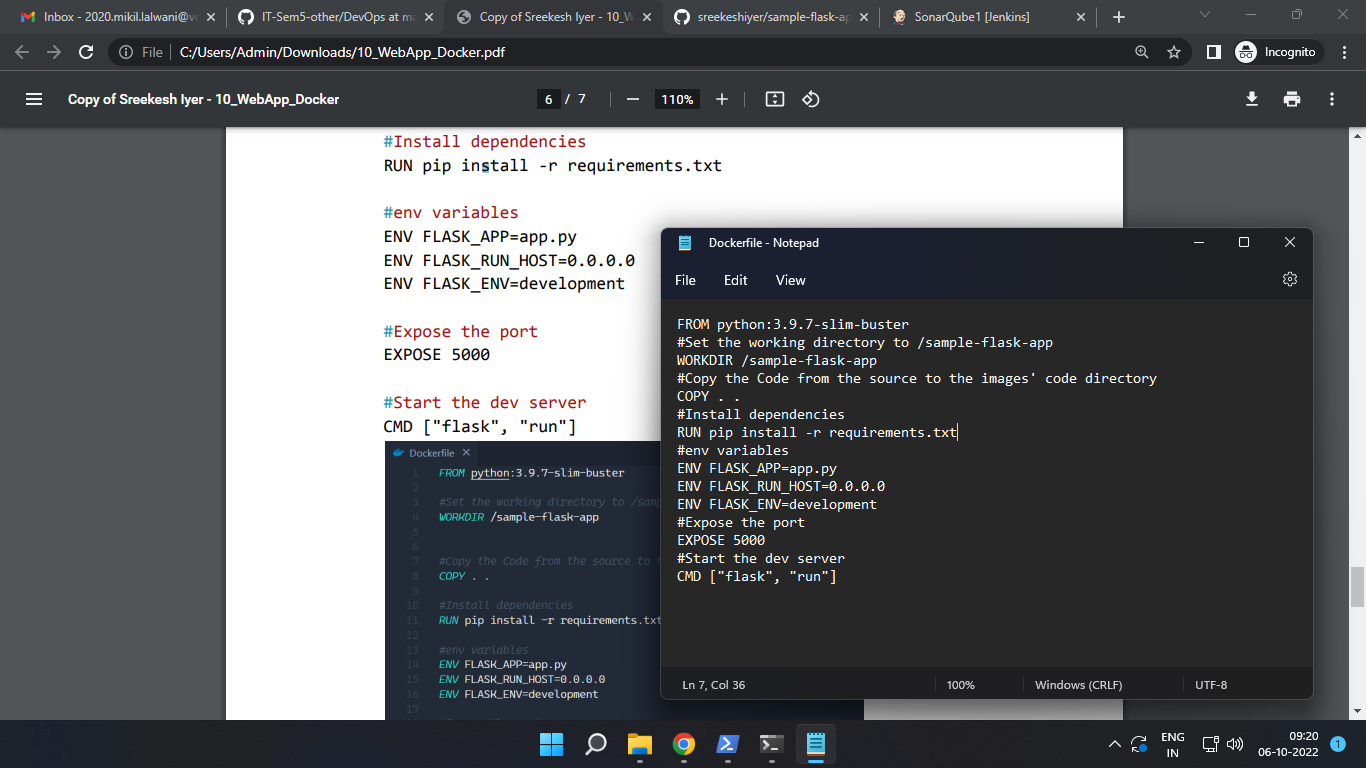 Inbox - 2020.mikil.lalwani@v
IT-Sem5-other/DevOps at m
Copy of Sreekesh Iyer - 10_W
sreekeshiyer/sample-flask-ap
SonarQube1 [Jenkins]
File
C:/Users/Admin/Downloads/10_WebApp_Docker.pdf
Incognito
Copy of Sreekesh Iyer - 10_WebApp_Docker
6 / 7
110%
#Install dependencies
RUN pip install -r requirements.txt
#env variables
ENV FLASK_APP=app.py
ENV FLASK_RUN_HOST=0.0.0.0
ENV FLASK_ENV=development
#Expose the port
EXPOSE 5000
#Start the dev server
CMD ["flask", "run"]
Dockerfile
1 FROM python:3.9.7-slim-buster
2
3 #Set the working directory to /sam
4 WORKDIR /sample-flask-app
5
6
7 #Copy the Code from the source to t
8 COPY . .
9
10 #Install dependencies
11 RUN pip install -r requirements.txt
12
13 #env variables
14 ENV FLASK_APP=app.py
15 ENV FLASK_RUN_HOST=0.0.0.0
16 ENV FLASK_ENV=development
17
Dockerfile - Notepad
File Edit View
FROM python:3.9.7-slim-buster
#Set the working directory to /sample-flask-app
WORKDIR /sample-flask-app
#Copy the Code from the source to the images' code directory
COPY . .
#Install dependencies
RUN pip install -r requirements.txt
#env variables
ENV FLASK_APP=app.py
ENV FLASK_RUN_HOST=0.0.0.0
ENV FLASK_ENV=development
#Expose the port
EXPOSE 5000
#Start the dev server
CMD ["flask", "run"]
Ln 7, Col 36
100%
Windows (CRLF)
UTF-8
ENG
IN
09:20
06-10-2022
1